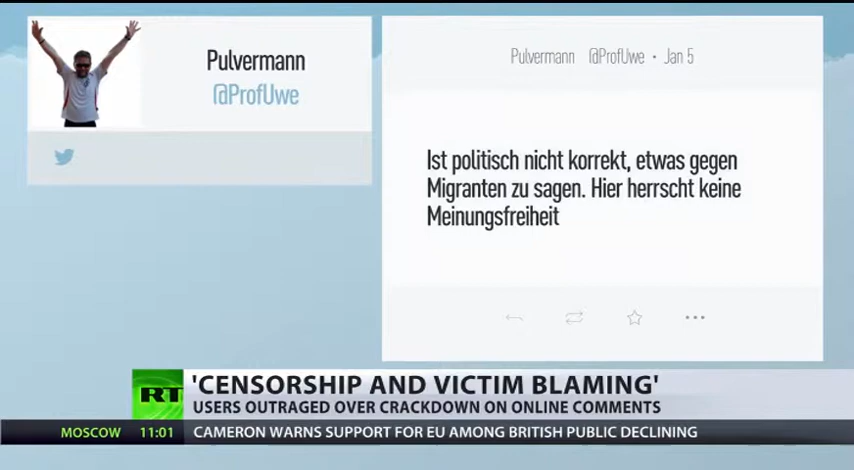 Pulvermann
@ProfUwe
Pulvermann @ProfUwe • Jan 5
Ist politisch nicht korrekt, etwas gegen
Migranten zu sagen. Hier herrscht keine
Meinungsfreiheit
RT
'CENSORSHIP AND VICTIM BLAMING'
USERS OUTRAGED OVER CRACKDOWN ON ONLINE COMMENTS
MOSCOW 11:01 CAMERON WARNS SUPPORT FOR EU AMONG BRITISH PUBLIC DECLINING